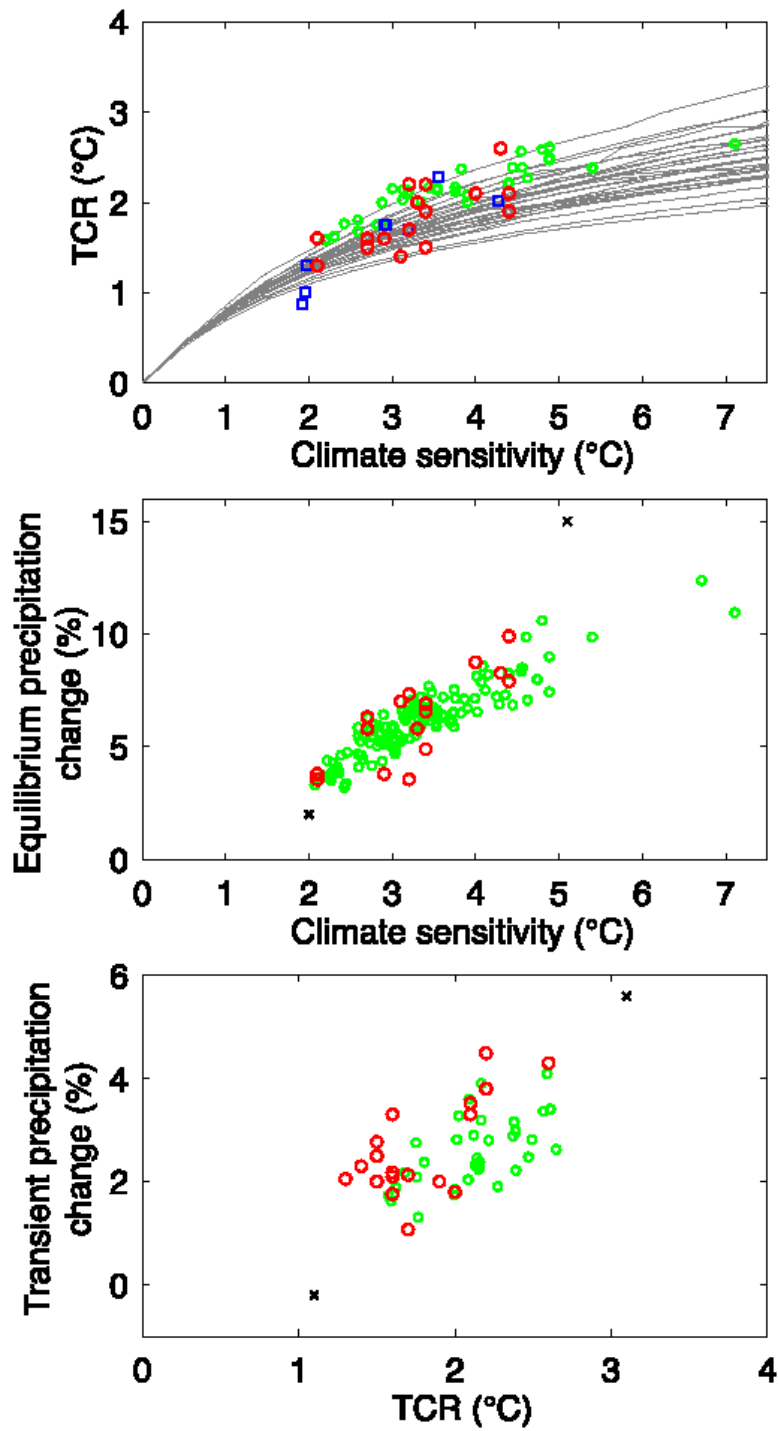 4
3
2
1
0
TCR (°C)
0 1 2 3 4 5 6 7
Climate sensitivity (°C)
15
10
5
0
Equilibrium precipitation
change (%)
0 1 2 3 4 5 6 7
Climate sensitivity (°C)
6
4
2
0
Transient precipitation
change (%)
0 1 2 3 4
TCR (°C)